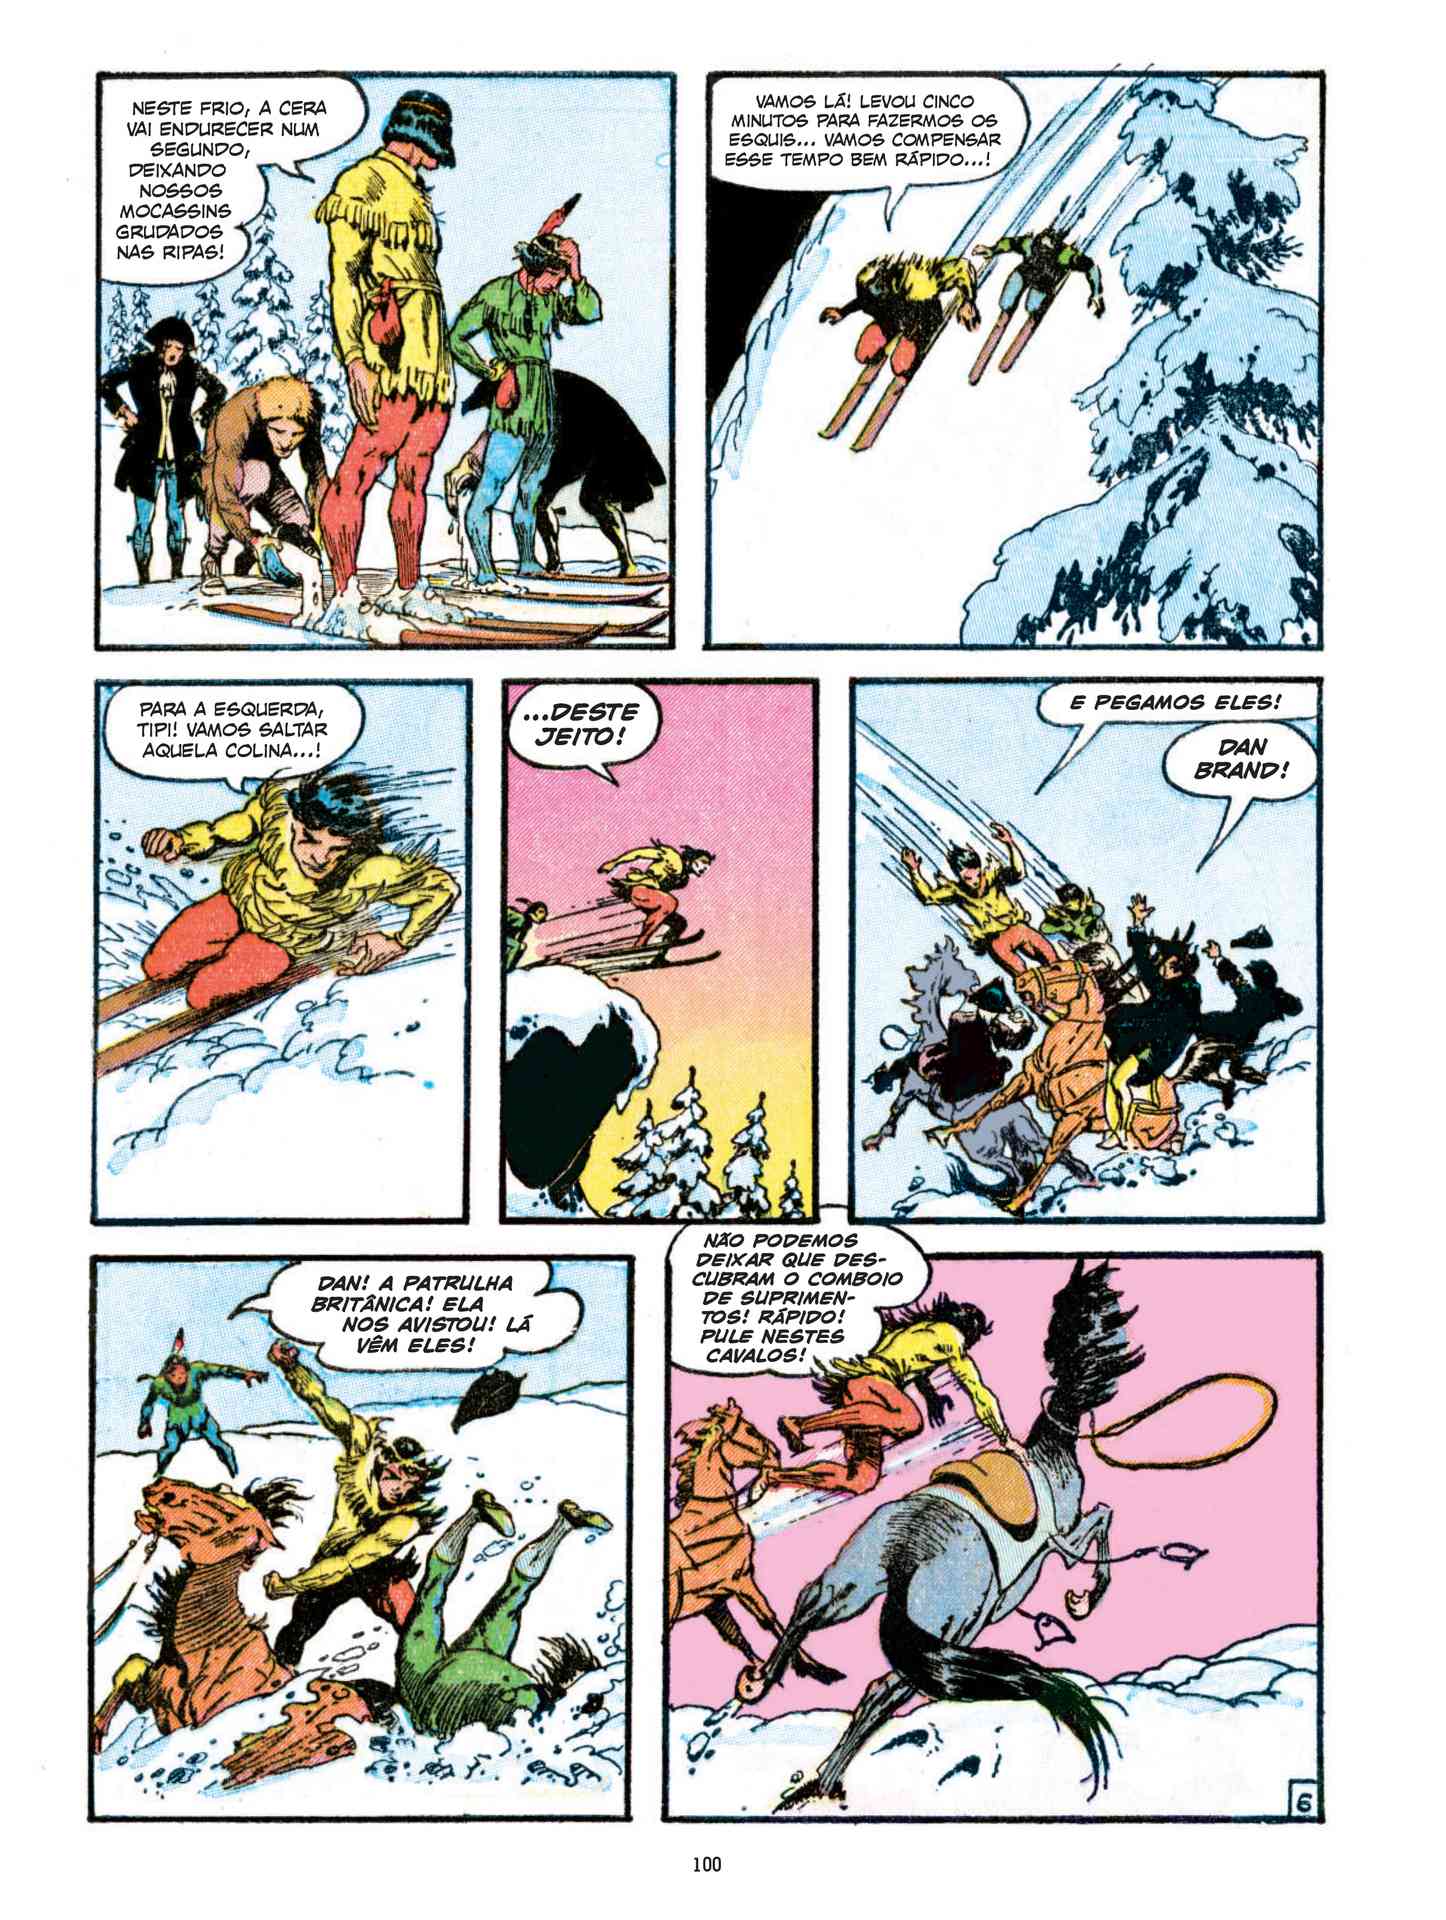 NESTE FRIO, A CERA
VAI ENDURECER NUM
SEGUNDO,
DEIXANDO
NOSSOS
MOCASSINS
GRUDADOS
NAS RIPAS!
VAMOS LÁ! LEVOU CINCO
MINUTOS PARA FAZERMOS OS
ESQUIS... VAMOS COMPENSAR
ESSE TEMPO BEM RÁPIDO...!
PARA A ESQUERDA,
TIPI! VAMOS SALTAR
AQUELA COLINA...!
...DESTE
JEITO!
E PEGAMOS ELES!
DAN
BRAND!
DAN! A PATRULHA
BRITÂNICA! ELA
NOS AVISTOU! LÁ
VÊM ELES!
NÃO PODEMOS
DEIXAR QUE DES-
CUBRAM O COMBOIO
DE SUPRIMEN-
TOS! RÁPIDO!
PULE NESTES
CAVALOS!
6
100